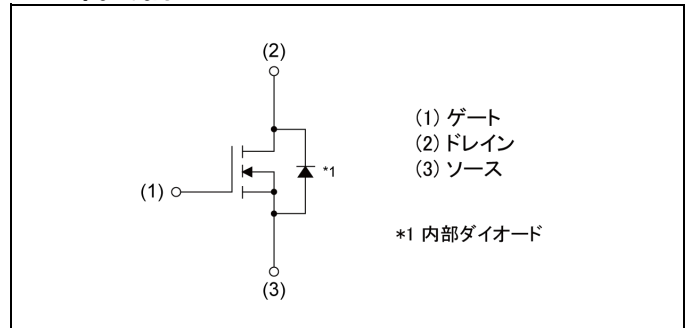 (2)
(1) ゲート
(2) ドレイン
(3) ソース
*1
(1)
*1 内部ダイオード
(3)